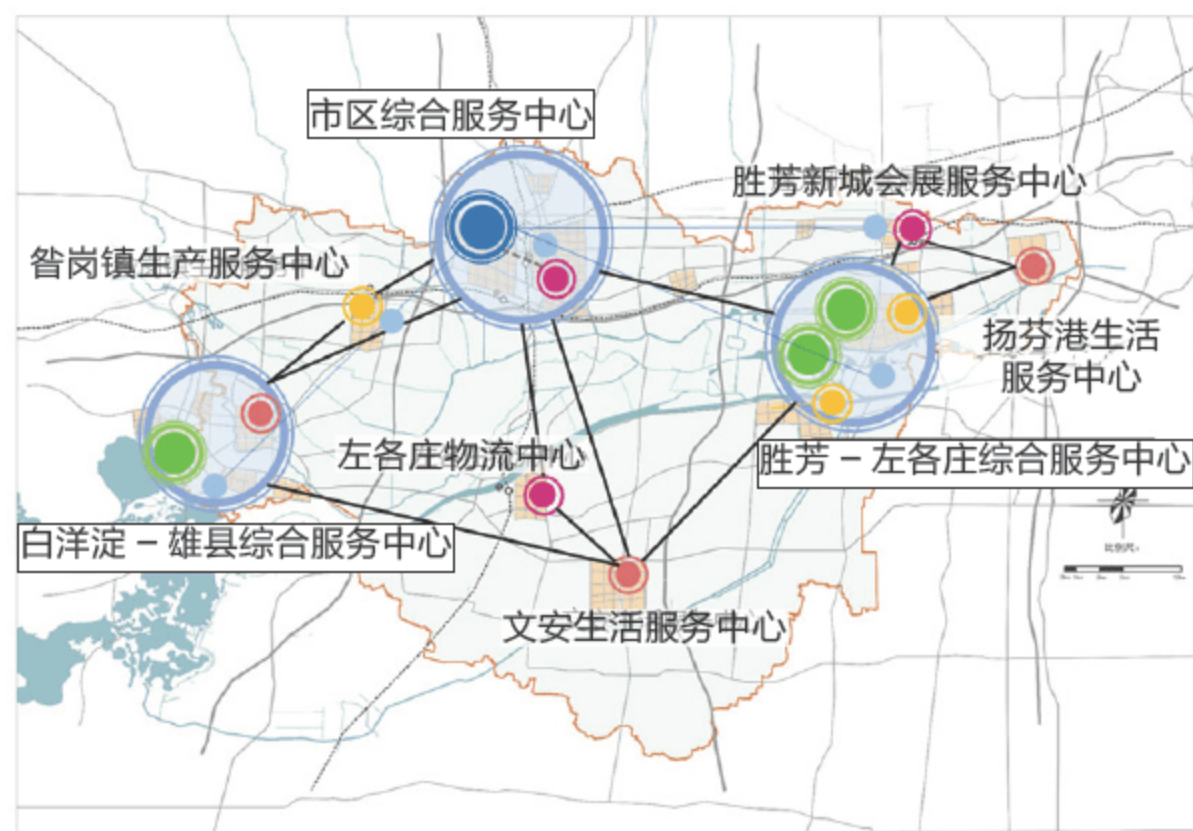 市区综合服务中心
胜芳新城会展服务中心
昝岗镇生产服务中心
扬芬港生活
服务中心
左各庄物流中心
胜芳－左各庄综合服务中心
白洋淀－雄县综合服务中心
文安生活服务中心